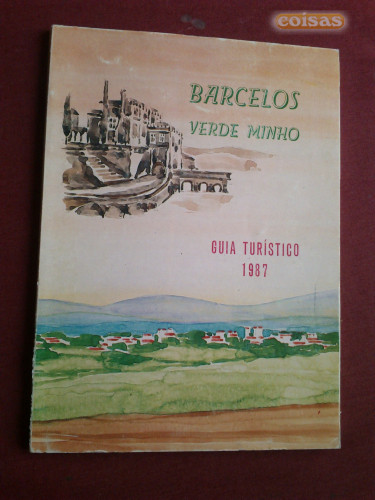 coisas
BARCELOS
VERDE MINHO
GUIA TURÍSTICO
1987